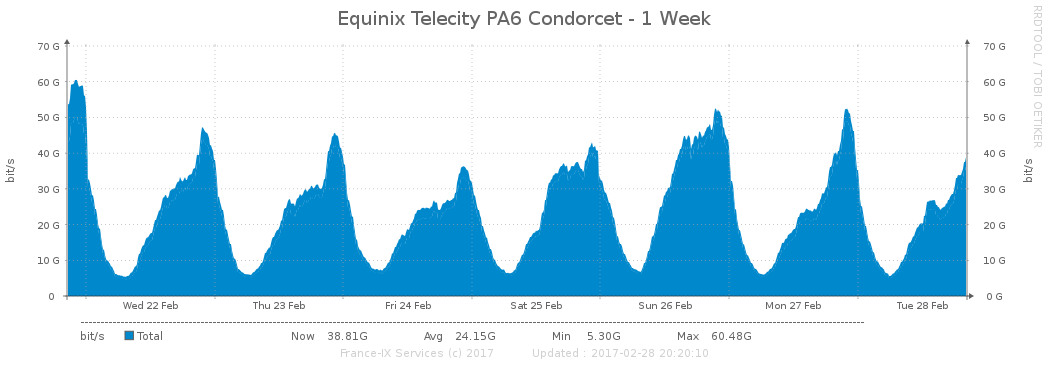 Equinix Telecity PA6 Condorcet - 1 Week
RRDTOOL / TOBI OETIKER
bit/s
70 G 70 G
60 G 60 G
50 G 50 G
40 G 40 G
30 G 30 G
20 G 20 G
10 G 10 G
0 0 G
bit/s
Wed 22 Feb Thu 23 Feb Fri 24 Feb Sat 25 Feb Sun 26 Feb Mon 27 Feb Tue 28 Feb
bit/s Total Now 38.81G Avg 24.15G Min 5.30G Max 60.48G
France-IX Services (c) 2017 Updated : 2017-02-28 20:20:10